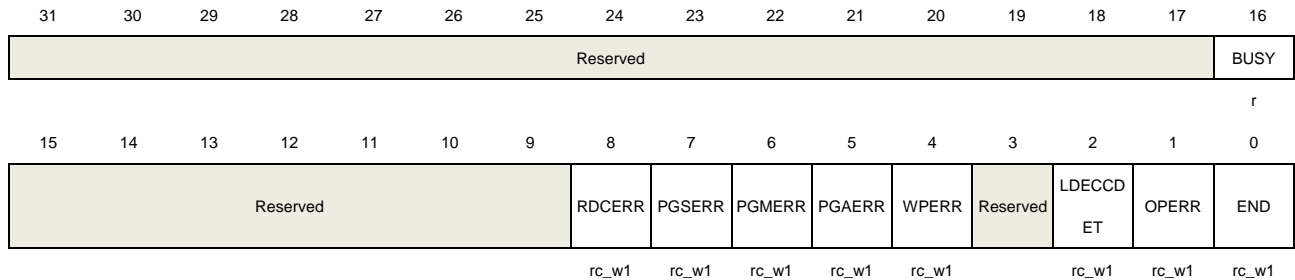 31 30 29 28 27 26 25 24 23 22 21 20 19 18 17 16
Reserved BUSY
r
15 14 13 12 11 10 9 8 7 6 5 4 3 2 1 0
Reserved RDCERR PGSERR PGMERR PGAERR WPERR Reserved LDECCD
ET OPERR END
rc_w1 rc_w1 rc_w1 rc_w1 rc_w1 rc_w1 rc_w1 rc_w1